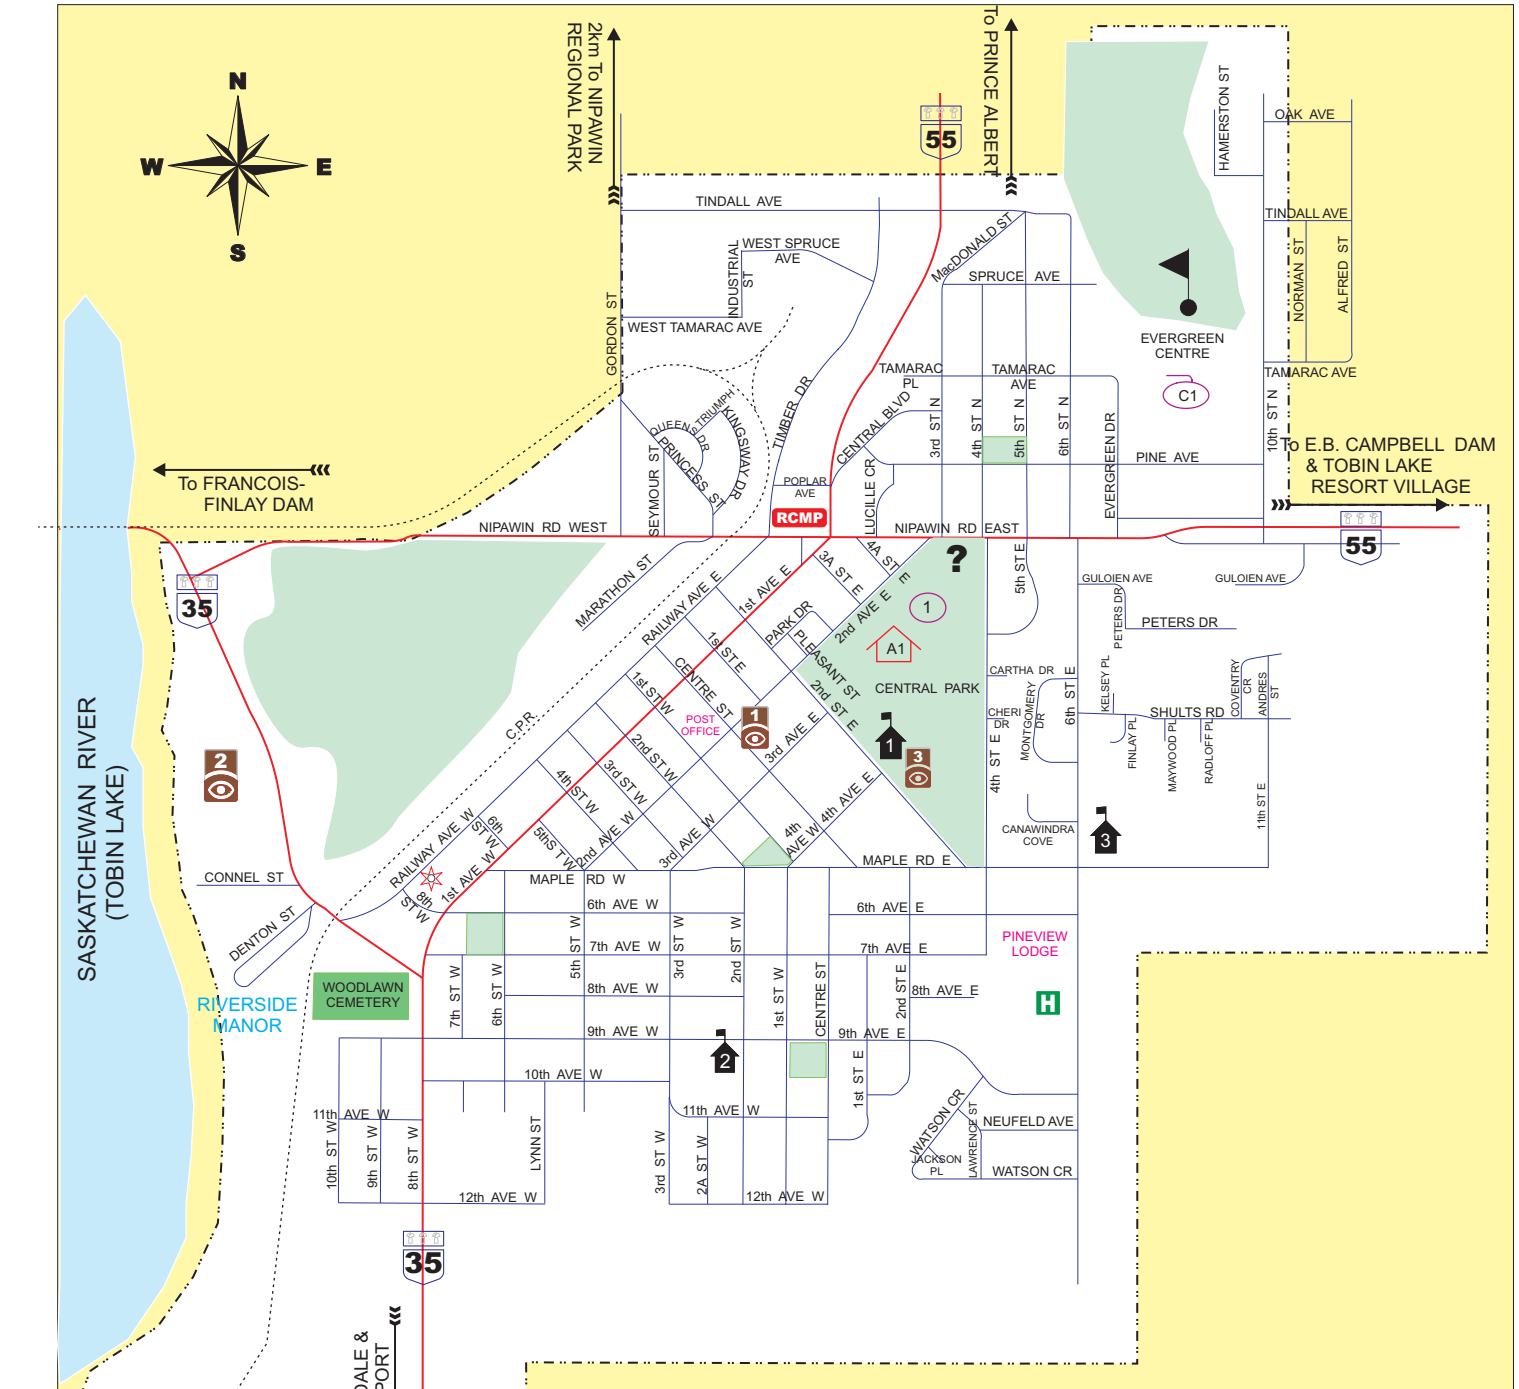 N
W
E
S
2km To NIPAWIN
REGIONAL PARK
To PRINCE ALBERT
55
HAMERSTON ST
OAK AVE
TINDALL AVE
TINDALL AVE
MacDONALD ST
WEST SPRUCE
AVE
INDUSTRIAL
ST
SPRUCE AVE
NORMAN ST
ALFRED ST
GORDON ST
WEST TAMARAC AVE
EVERGREEN
CENTRE
C1
TAMARAC
PL
TAMARAC
AVE
TAMARAC AVE
TIMBER DR
CENTRAL BLVD
3rd ST N
4th ST N
5th ST N
6th ST N
EVERGREEN DR
10th ST N
QUEENS DR
TRIUMPH
KINGSWAY DR
PRINCESS ST
SEYMOUR ST
PINE AVE
To E.B. CAMPBELL DAM
& TOBIN LAKE
RESORT VILLAGE
To FRANCOIS-
FINLAY DAM
POPLAR
AVE
LUCILLE CR
RCMP
NIPAWIN RD WEST
NIPAWIN RD EAST
55
35
MARATHON ST
RAILWAY AVE E
1st AVE E
3A ST E
4A ST E
?
5th ST E
GULOIEN AVE
GULOIEN AVE
PETERS DR
PETERS DR
1
A1
2nd AVE E
PARK DR
PLEASANT ST
1st ST E
CENTRE ST
1st ST W
2nd ST E
CENTRAL PARK
CARTHA DR
CHERI
DR
MONTGOMERY
DR
6th ST E
KELSEY PL
SHULTS RD
COVENTRY
CR
ANDRES
ST
FINLAY PL
MAYWOOD PL
RADLOFF PL
POST
OFFICE
1
C.P.R.
2nd ST W
3rd ST W
4th ST W
3rd AVE E
1
3
4th ST E
11th ST E
CANAWINDRA
COVE
3
SASKATCHEWAN RIVER
(TOBIN LAKE)
2
RAILWAY AVE W
6th
ST W
5th ST W
2nd AVE W
3rd AVE W
4th
AVE W
4th AVE E
MAPLE RD E
CONNEL ST
8th
ST W
1st AVE W
MAPLE RD W
DENTON ST
6th AVE W
6th AVE E
7th AVE W
7th AVE E
PINEVIEW
LODGE
5th ST W
3rd ST W
2nd ST W
WOODLAWN
CEMETERY
RIVERSIDE
MANOR
7th ST W
6th ST W
8th AVE W
1st ST W
CENTRE ST
2nd ST E
8th AVE E
H
9th AVE W
9th AVE E
2
10th AVE W
1st ST E
11th AVE W
11th AVE W
WATSON CR
LAWRENCE ST
NEUFELD AVE
JACKSON
PL
WATSON CR
10th ST W
9th ST W
8th ST W
LYNN ST
3rd ST W
2A ST W
12th AVE W
12th AVE W
35
DALE &
PORT